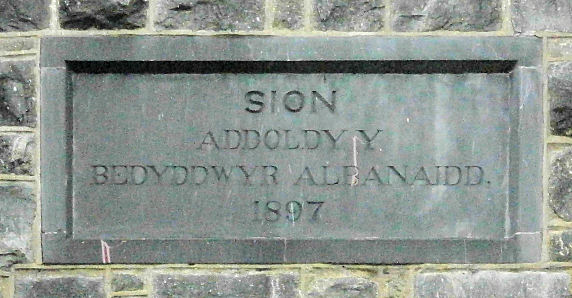 SION
ADDOLDY Y
BEDYDDWYR ALBANAIDD.
1897